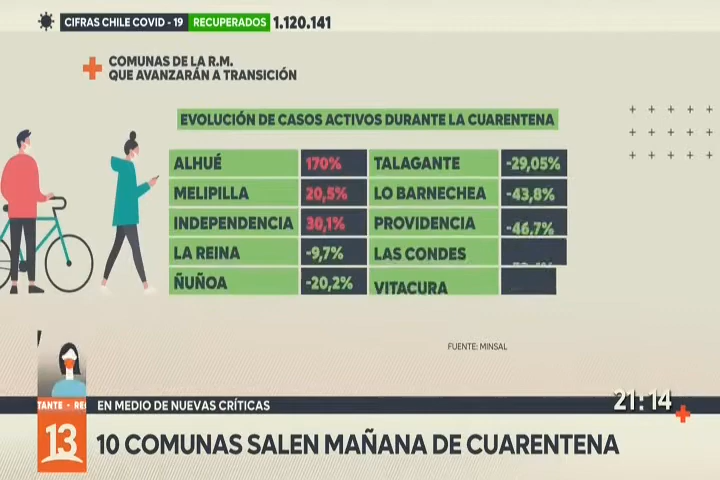 CIFRAS CHILE COVID - 19 RECUPERADOS 1.120.141
COMUNAS DE LA R.M.
QUE AVANZARÁN A TRANSICIÓN
EVOLUCIÓN DE CASOS ACTIVOS DURANTE LA CUARENTENA
ALHUÉ 170% TALAGANTE -29,05%
MELIPILLA 20,5% LO BARNECHEA -43,8%
INDEPENDENCIA 30,1% PROVIDENCIA -46,7%
LA REINA -9,7% LAS CONDES
ÑUÑOA -20,2% VITACURA
FUENTE: MINSAL
21:14
TANTE - RE
EN MEDIO DE NUEVAS CRÍTICAS
13 10 COMUNAS SALEN MAÑANA DE CUARENTENA